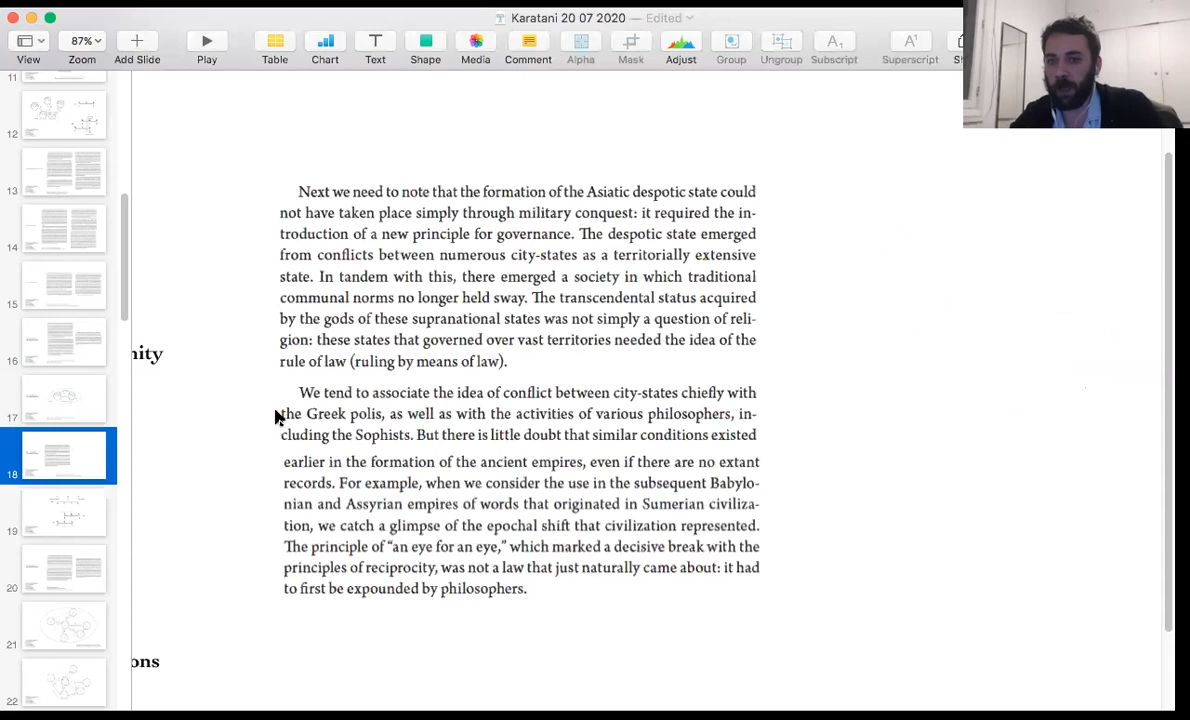 Karatani 20 07 2020 — Edited
87%
View
Zoom
Add Slide
Play
Table
Chart
Text
Shape
Media
Comment
Alpha
Mask
Adjust
Group
Ungroup
Subscript
Superscript
11
12
13
14
15
16
17
18
19
20
21
22
nity
ons
Next we need to note that the formation of the Asiatic despotic state could
not have taken place simply through military conquest: it required the in-
troduction of a new principle for governance. The despotic state emerged
from conflicts between numerous city-states as a territorially extensive
state. In tandem with this, there emerged a society in which traditional
communal norms no longer held sway. The transcendental status acquired
by the gods of these supranational states was not simply a question of reli-
gion: these states that governed over vast territories needed the idea of the
rule of law (ruling by means of law).
We tend to associate the idea of conflict between city-states chiefly with
the Greek polis, as well as with the activities of various philosophers, in-
cluding the Sophists. But there is little doubt that similar conditions existed
earlier in the formation of the ancient empires, even if there are no extant
records. For example, when we consider the use in the subsequent Babylo-
nian and Assyrian empires of words that originated in Sumerian civiliza-
tion, we catch a glimpse of the epochal shift that civilization represented.
The principle of “an eye for an eye,” which marked a decisive break with the
principles of reciprocity, was not a law that just naturally came about: it had
to first be expounded by philosophers.